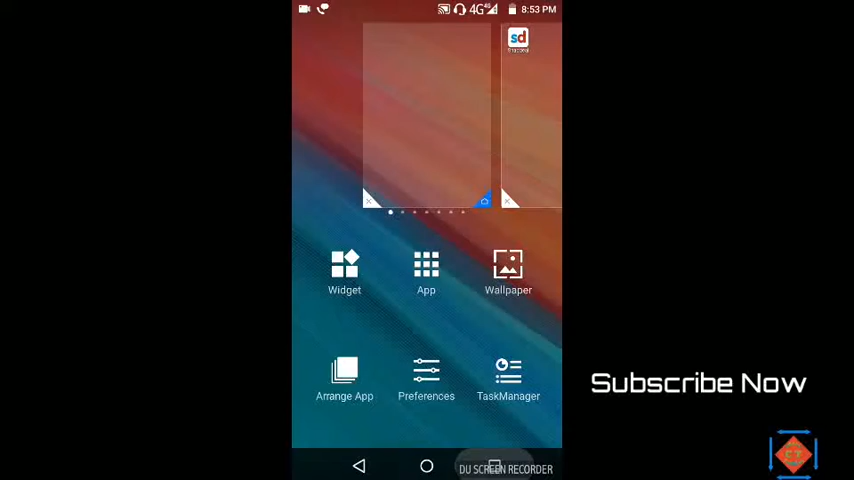 4G 8:53 PM
sd
Widget App Wallpaper
Arrange App Preferences TaskManager
Subscribe Now
DU SCREEN RECORDER